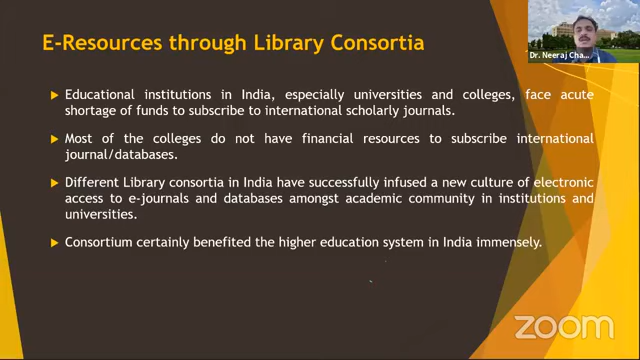 E-Resources through Library Consortia
Dr. Neeraj Cha...
Educational institutions in India, especially universities and colleges, face acute
shortage of funds to subscribe to international scholarly journals.
Most of the colleges do not have financial resources to subscribe international
journal/databases.
Different Library consortia in India have successfully infused a new culture of electronic
access to e-journals and databases amongst academic community in institutions and
universities.
Consortium certainly benefited the higher education system in India immensely.
zoom